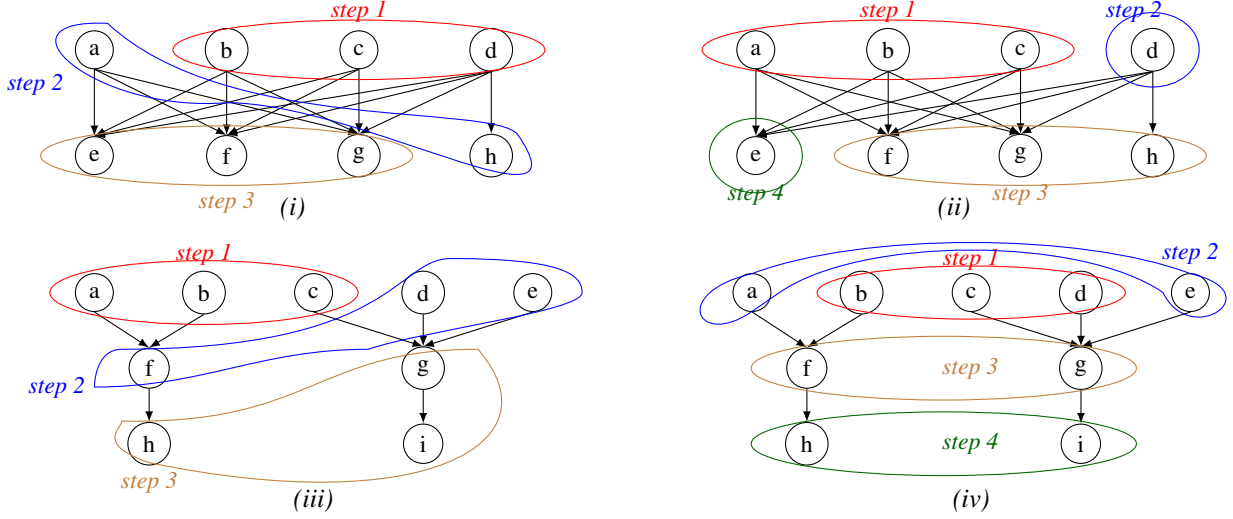 step 1
a b c d
step 2
e f g h
step 3
(i)
step 1
step 2
a b c d
e f g h
step 4
step 3
(ii)
step 1
a b c d e
f g
step 2
h i
step 3
(iii)
step 1
step 2
a b c d e
f step 3 g
h step 4 i
(iv)